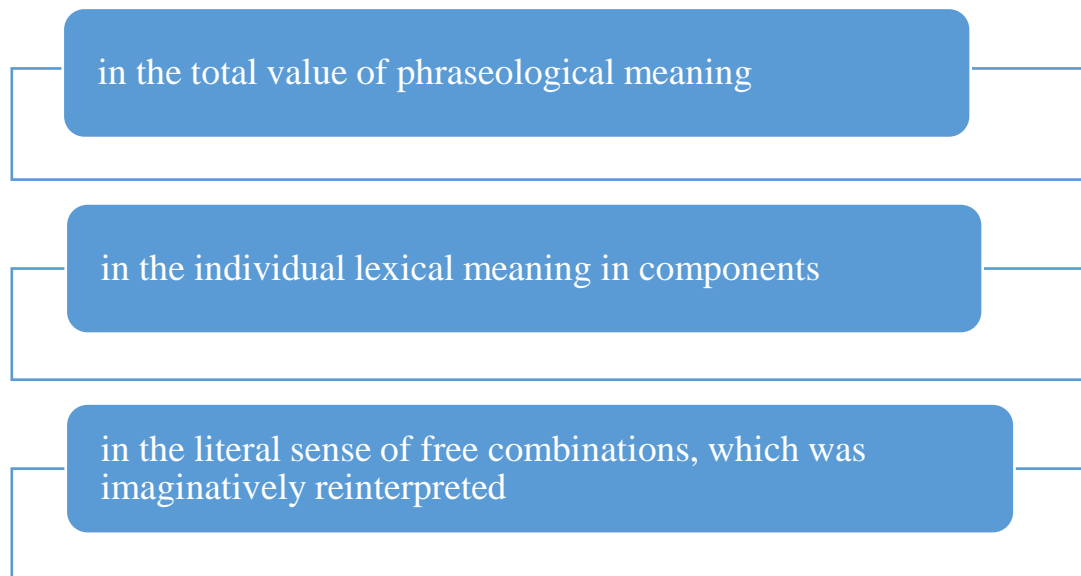 in the total value of phraseological meaning
in the individual lexical meaning in components
in the literal sense of free combinations, which was
imaginatively reinterpreted